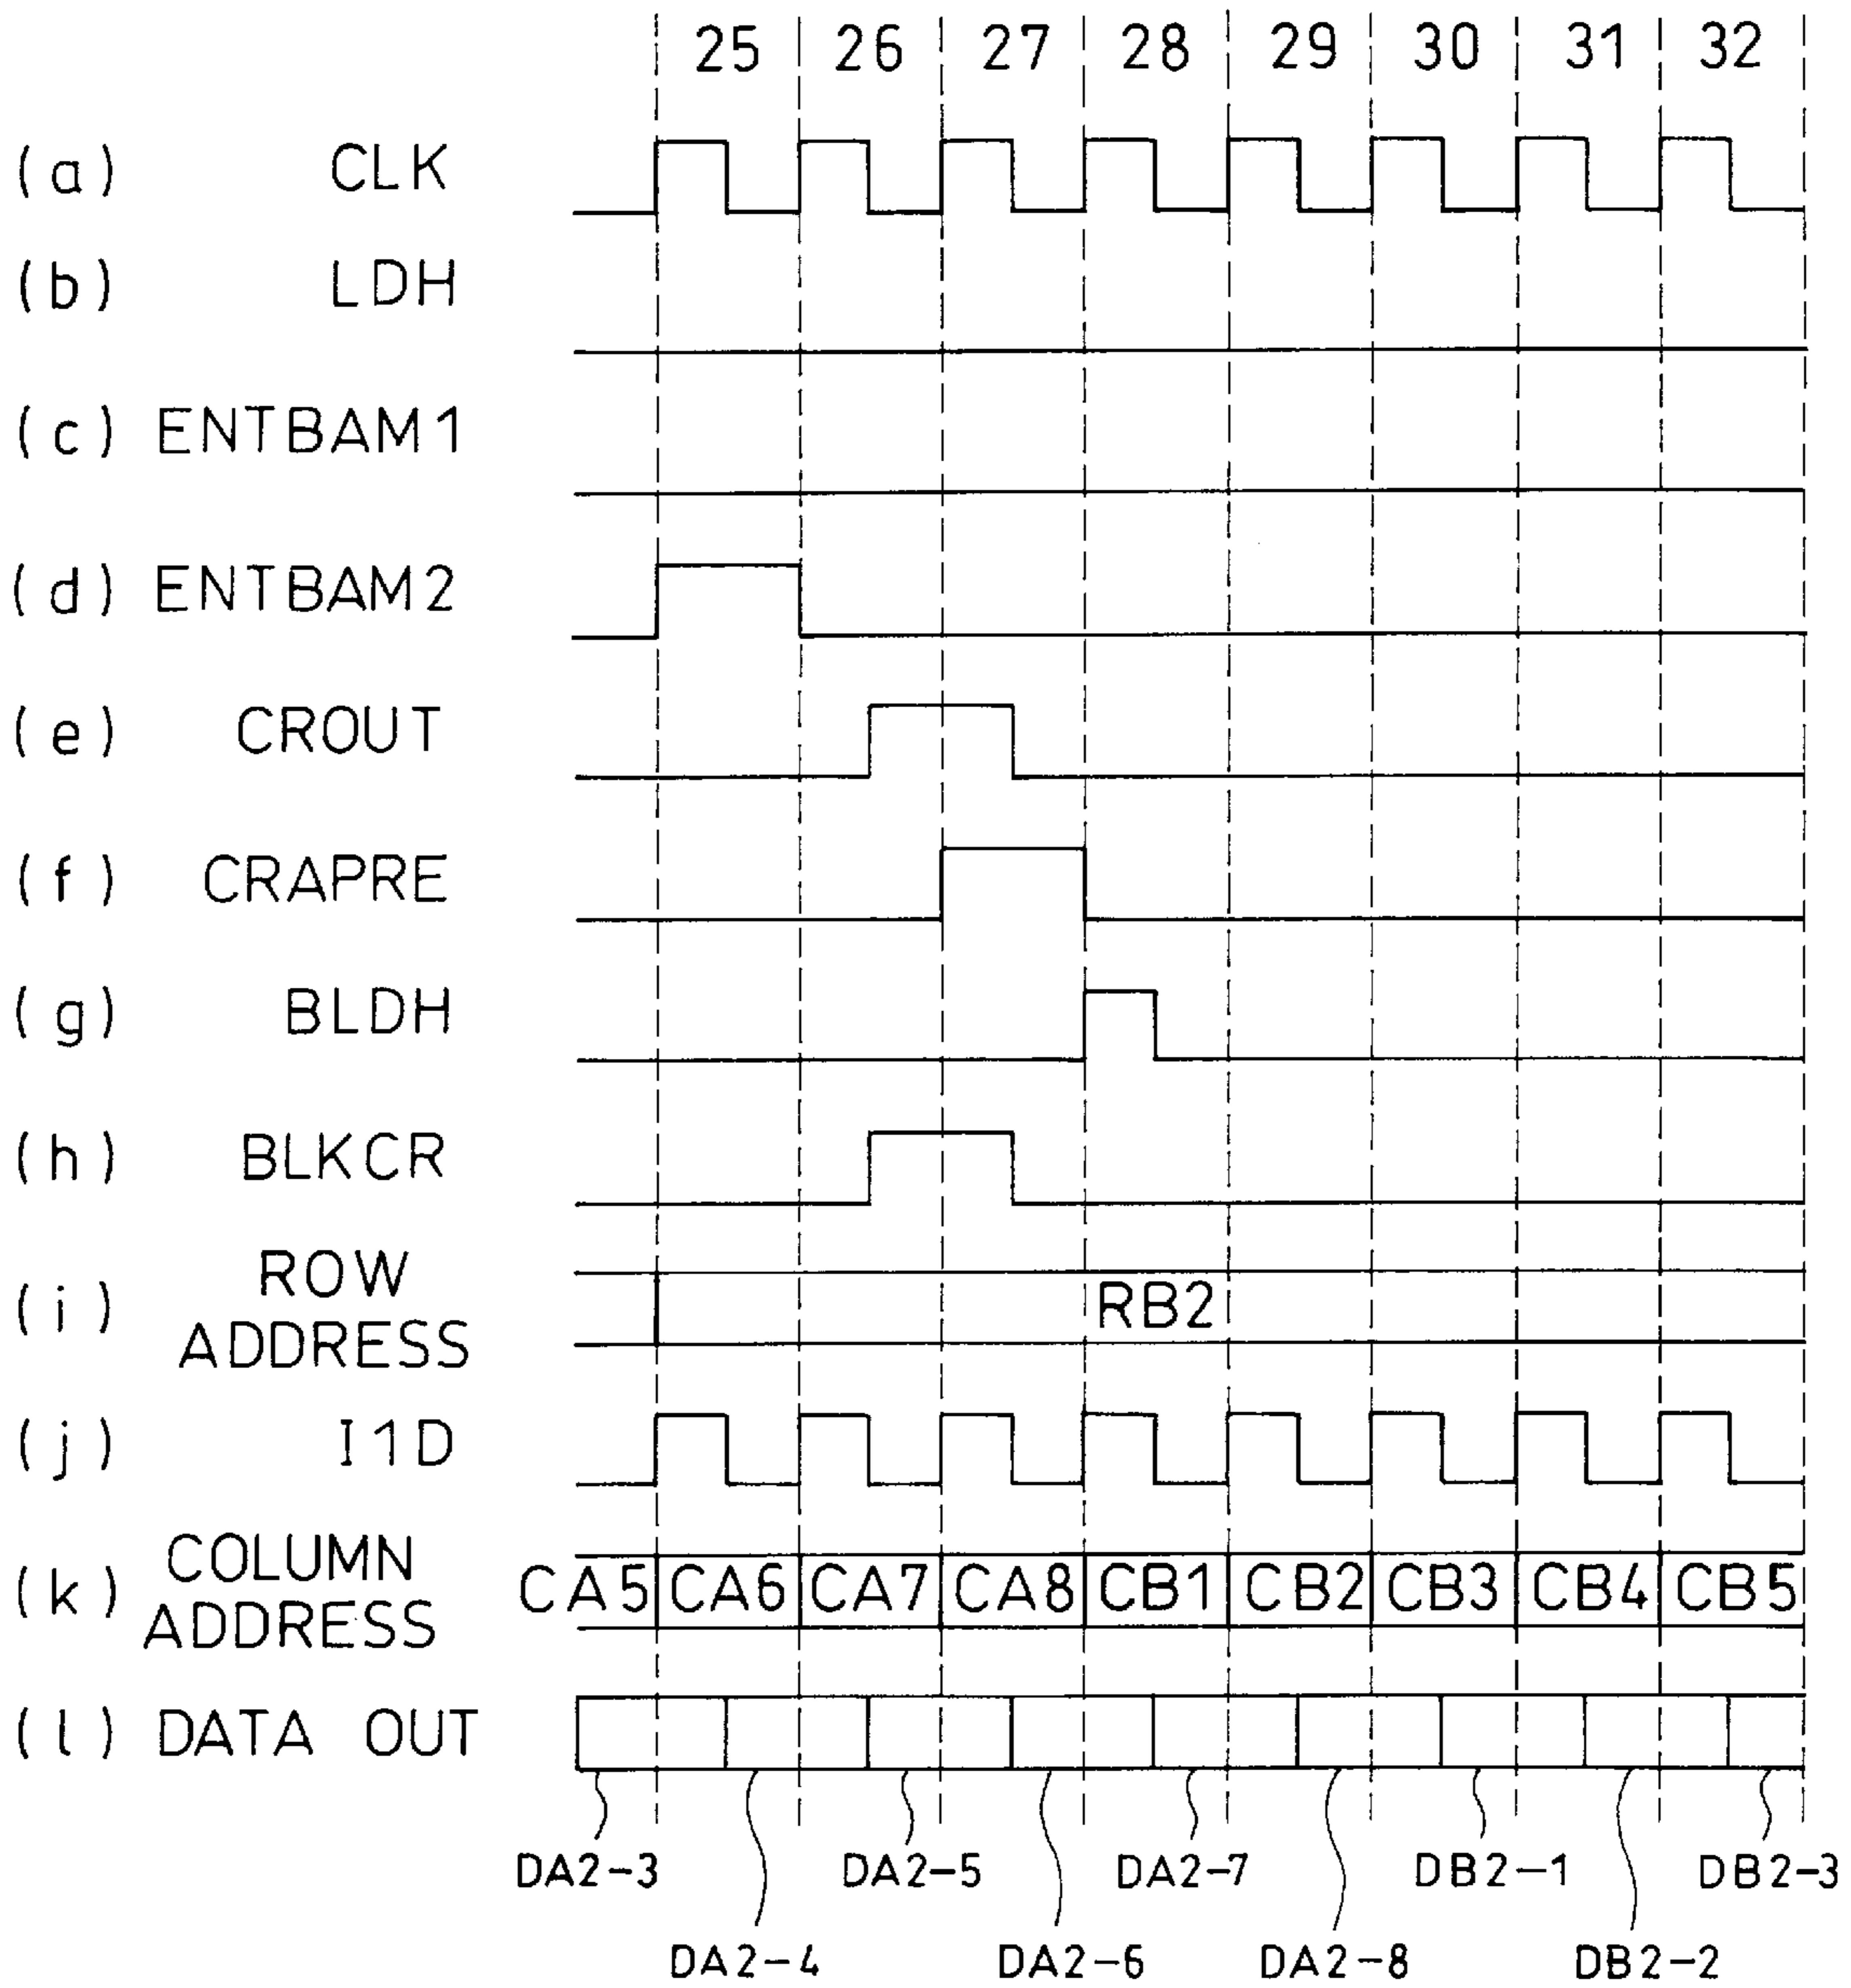 25 26 27 28 29 30 31 32
(a) CLK
(b) LDH
(c) ENTBAM1
(d) ENTBAM2
(e) CROUT
(f) CRAPRE
(g) BLDH
(h) BLKCR
(i) ROW ADDRESS
RB2
(j) I1D
(k) COLUMN ADDRESS
CA5 CA6 CA7 CA8 CB1 CB2 CB3 CB4 CB5
(l) DATA OUT
DA2-3 DA2-5 DA2-7 DB2-1 DB2-3
DA2-4 DA2-6 DA2-8 DB2-2